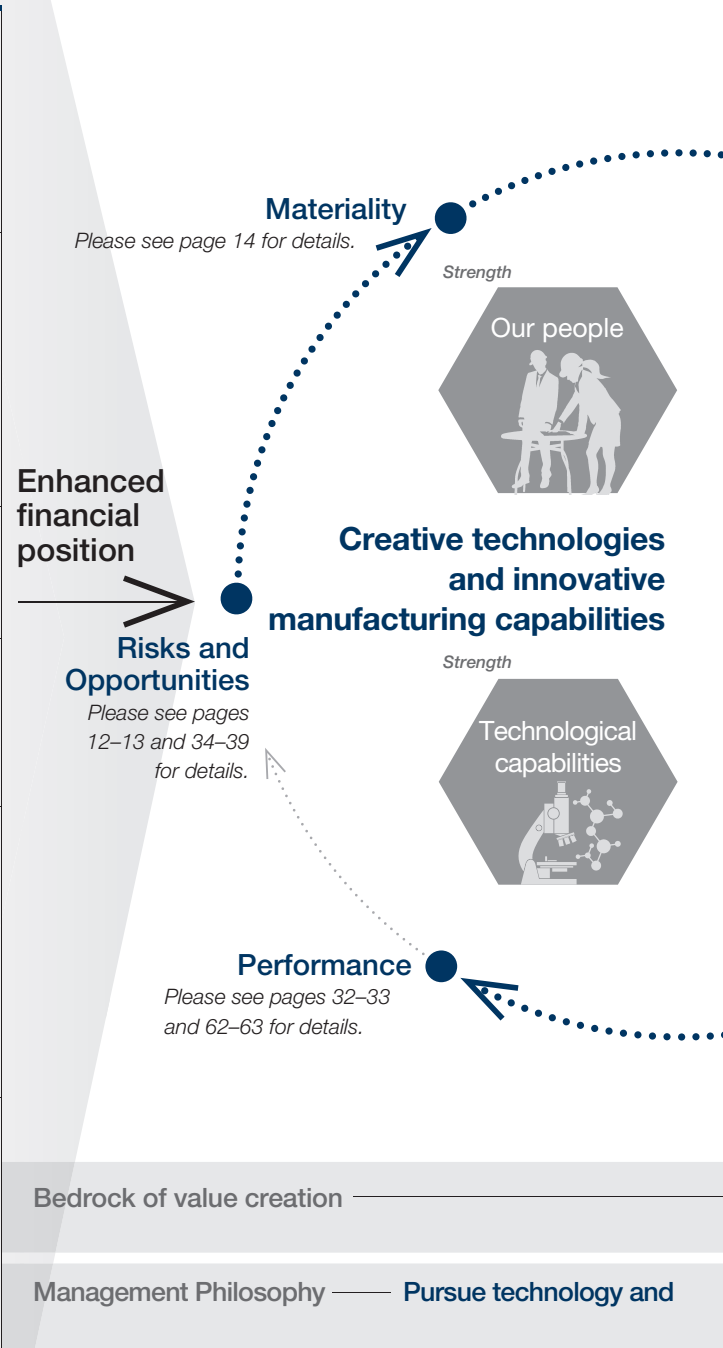 Materiality
Please see page 14 for details.
Strength
Our people
Enhanced
financial
position
Creative technologies
and innovative
manufacturing capabilities
Risks and
Opportunities
Please see pages
12–13 and 34–39
for details.
Strength
Technological
capabilities
Performance
Please see pages 32–33
and 62–63 for details.
Bedrock of value creation
Management Philosophy
Pursue technology and